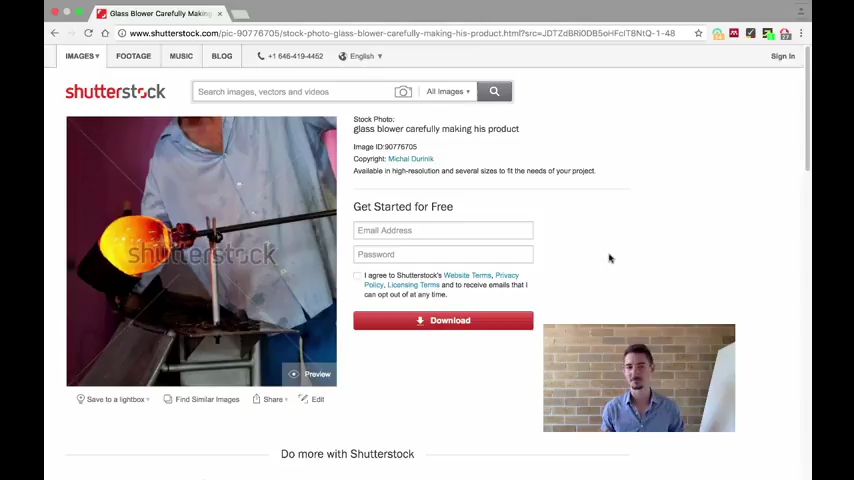 Glass Blower Carefully Making
www.shutterstock.com/pic-90776705/stock-photo-glass-blower-carefully-making-his-product.html?src=JDTZdBRi0DB5oHFcIT8NtQ-1-48
IMAGES FOOTAGE MUSIC BLOG +1 646-419-4452 English Sign In
shutterstock Search images, vectors and videos All images
Stock Photo:
glass blower carefully making his product
Image ID:90776705
Copyright: Michal Durinik
Available in high-resolution and several sizes to fit the needs of your project.
Get Started for Free
Email Address
shutterstock
Password
I agree to Shutterstock's Website Terms, Privacy
Policy, Licensing Terms and to receive emails that I
can opt out of at any time.
Download
Preview
Save to a lightbox Find Similar Images Share Edit
Do more with Shutterstock